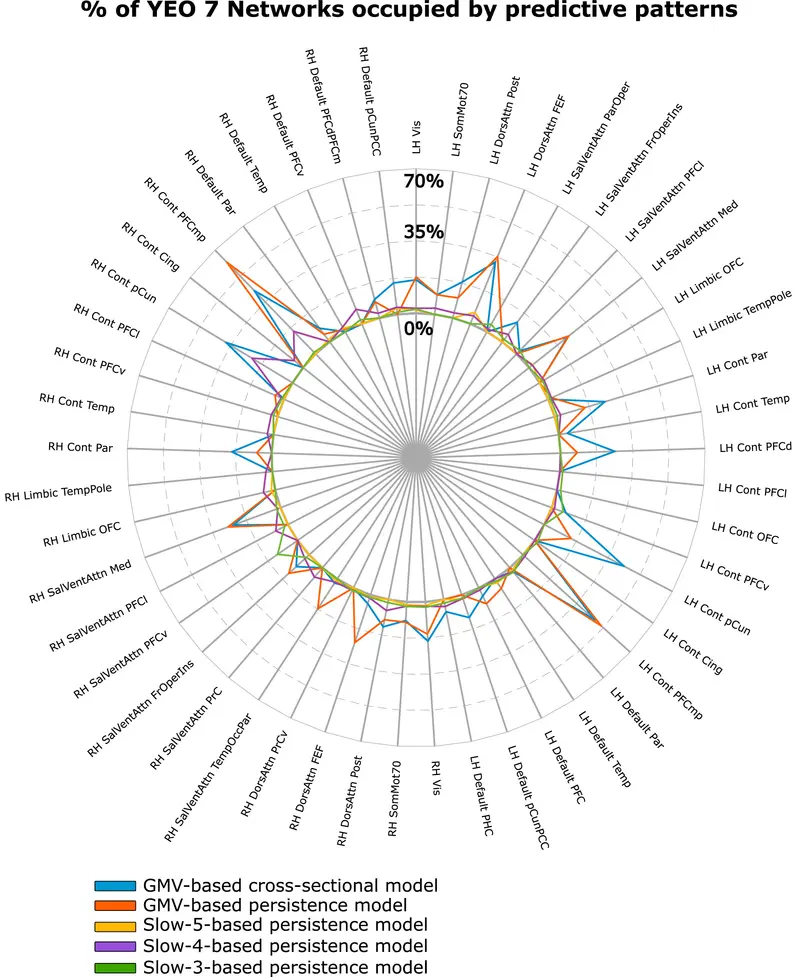 % of YEO 7 Networks occupied by predictive patterns
70%
35%
0%
LH Vis
LH SomMot70
LH DorsAttn Post
LH DorsAttn FEF
LH SalVentAttn ParOper
LH SalVentAttn FrOperIns
LH SalVentAttn PFCl
LH SalVentAttn Med
LH Limbic OFC
LH Limbic TempPole
LH Cont Par
LH Cont Temp
LH Cont PFCd
LH Cont PFCl
LH Cont OFC
LH Cont PFCv
LH Cont pCun
LH Cont Cing
LH Cont PFCmp
LH Default Par
LH Default Temp
LH Default PFC
LH Default pCunPCC
LH Default PHC
RH Vis
RH SomMot70
RH DorsAttn Post
RH DorsAttn FEF
RH DorsAttn PrCv
RH SalVentAttn TempOccPar
RH SalVentAttn PrC
RH SalVentAttn FrOperIns
RH SalVentAttn PFCv
RH SalVentAttn PFCl
RH SalVentAttn Med
RH Limbic OFC
RH Limbic TempPole
RH Cont Par
RH Cont Temp
RH Cont PFCv
RH Cont PFCl
RH Cont pCun
RH Cont Cing
RH Cont PFCmp
RH Default Par
RH Default Temp
RH Default PFCv
RH Default PFCdPFCm
RH Default pCunPCC
GMV-based cross-sectional model
GMV-based persistence model
Slow-5-based persistence model
Slow-4-based persistence model
Slow-3-based persistence model